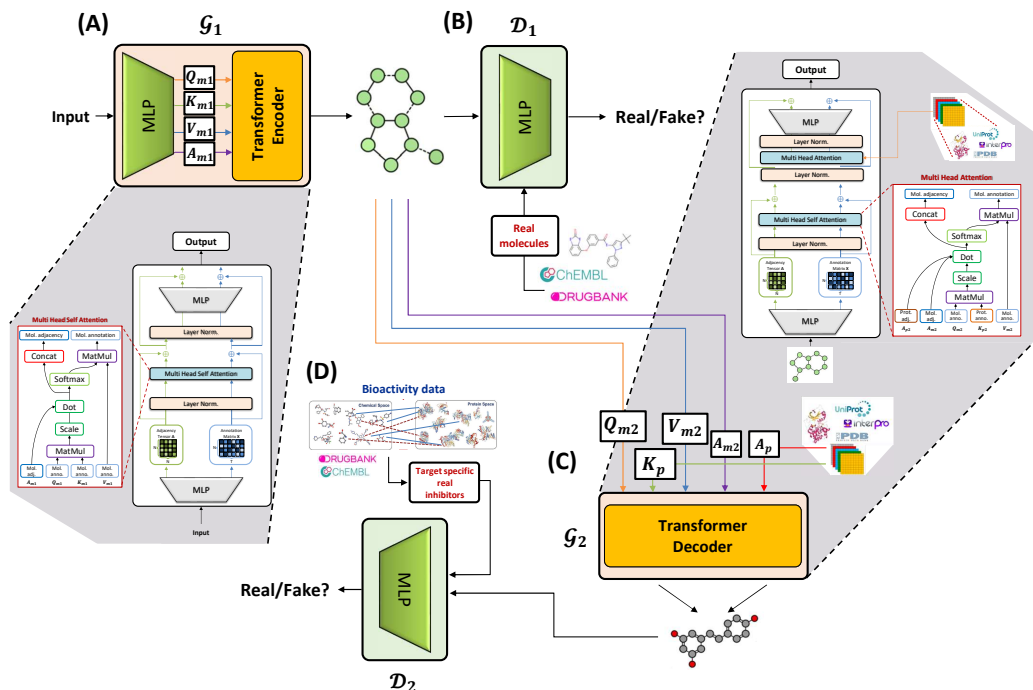 (A)
𝒢1
Input
MLP
Qm1
Km1
Vm1
Am1
Transformer
Encoder
(B)
𝒟1
MLP
Real/Fake?
Real
molecules
ChEMBL
DRUGBANK
Output
MLP
Layer Norm.
Multi Head Self Attention
Layer Norm.
Adjacency
Tensor A
Annotation
Matrix X
MLP
Input
Multi Head Self Attention
Mol. adjacency
Mol. annotation
Concat
MatMul
Softmax
Dot
Scale
MatMul
Mol. adj.
Mol. anno.
Mol. anno.
Mol. anno.
Am1
Qm1
Km1
Vm1
Output
MLP
Layer Norm.
Multi Head Attention
Layer Norm.
Multi Head Self Attention
Layer Norm.
Adjacency
Tensor A
Annotation
Matrix X
MLP
UniProt
interpro
PDB
Multi Head Attention
Mol. adjacency
Mol. annotation
Concat
MatMul
Softmax
Dot
Scale
MatMul
Prot. adj.
Mol. adj.
Mol. anno.
Prot. anno.
Mol. anno.
Ap2
Am2
Qm2
Kp2
Vm2
(D)
Bioactivity data
Chemical Space
Protein Space
DRUGBANK
ChEMBL
Target specific
real
inhibitors
MLP
Real/Fake?
𝒟2
(C)
Qm2
Kp
Vm2
Am2
Ap
UniProt
interpro
PDB
𝒢2
Transformer
Decoder